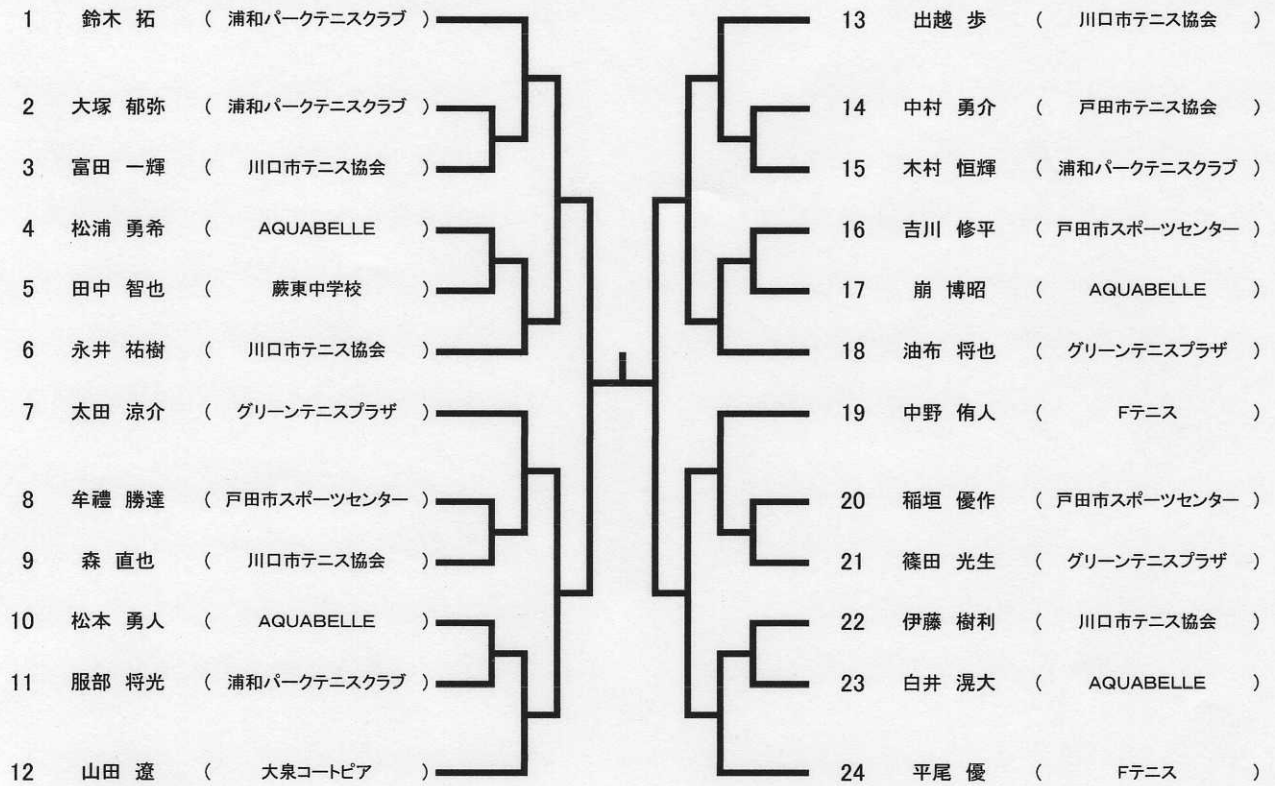 1 鈴木 拓 ( 浦和パークテニスクラブ )
2 大塚 郁弥 ( 浦和パークテニスクラブ )
3 富田 一輝 ( 川口市テニス協会 )
4 松浦 勇希 ( AQUABELLE )
5 田中 智也 ( 蕨東中学校 )
6 永井 祐樹 ( 川口市テニス協会 )
7 太田 涼介 ( グリーンテニスプラザ )
8 牟禮 勝達 ( 戸田市スポーツセンター )
9 森 直也 ( 川口市テニス協会 )
10 松本 勇人 ( AQUABELLE )
11 服部 将光 ( 浦和パークテニスクラブ )
12 山田 遼 ( 大泉コートピア )
13 出越 歩 ( 川口市テニス協会 )
14 中村 勇介 ( 戸田市テニス協会 )
15 木村 恒輝 ( 浦和パークテニスクラブ )
16 吉川 修平 ( 戸田市スポーツセンター )
17 崩 博昭 ( AQUABELLE )
18 油布 将也 ( グリーンテニスプラザ )
19 中野 侑人 ( Fテニス )
20 稲垣 優作 ( 戸田市スポーツセンター )
21 篠田 光生 ( グリーンテニスプラザ )
22 伊藤 樹利 ( 川口市テニス協会 )
23 白井 滉大 ( AQUABELLE )
24 平尾 優 ( Fテニス )